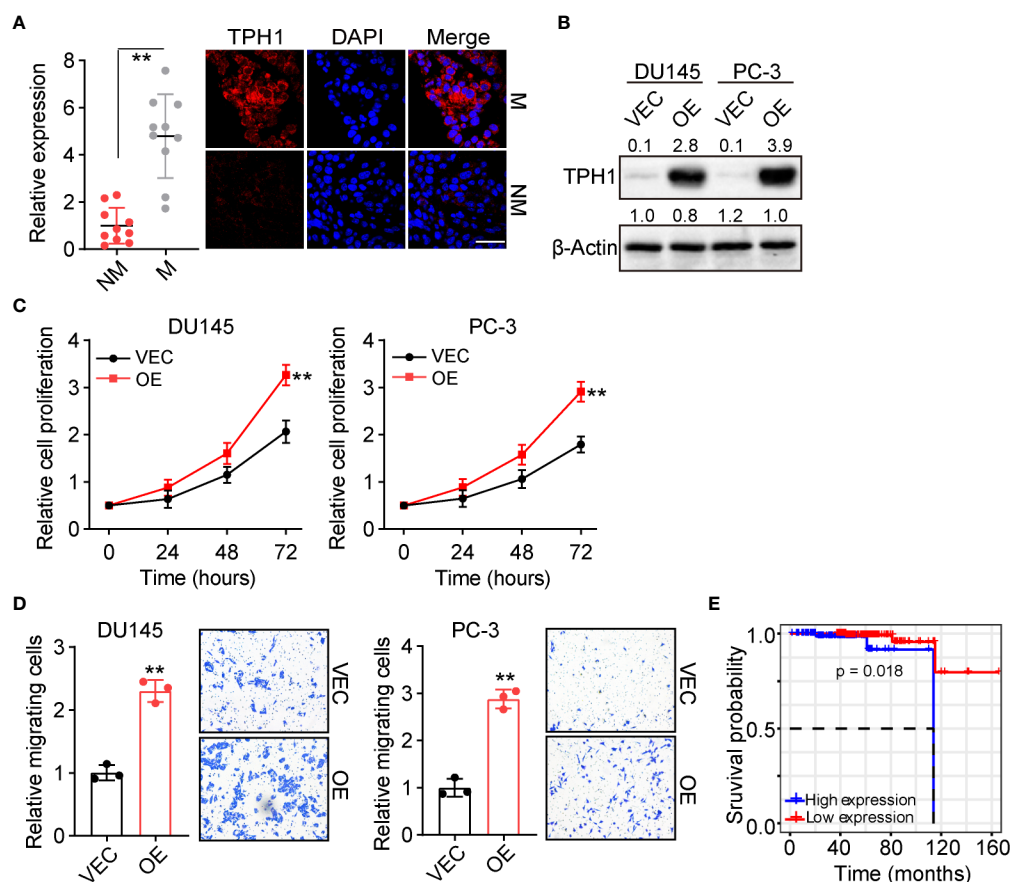 A
Relative expression
8
6
4
2
0
**
NM
M
TPH1 DAPI Merge
M
NM
B
DU145 PC-3
VEC OE VEC OE
0.1 2.8 0.1 3.9
TPH1
1.0 0.8 1.2 1.0
β-Actin
C
DU145
Relative cell proliferation
4
3
2
1
0
VEC
OE
**
0 24 48 72
Time (hours)
PC-3
Relative cell proliferation
4
3
2
1
0
VEC
OE
**
0 24 48 72
Time (hours)
D
DU145
Relative migrating cells
3
2
1
0
**
VEC OE
VEC
OE
PC-3
Relative migrating cells
4
3
2
1
0
**
VEC OE
VEC
OE
E
Sruvival probability
1.0
0.5
0.0
p = 0.018
High expression
Low expression
0 40 80 120 160
Time (months)